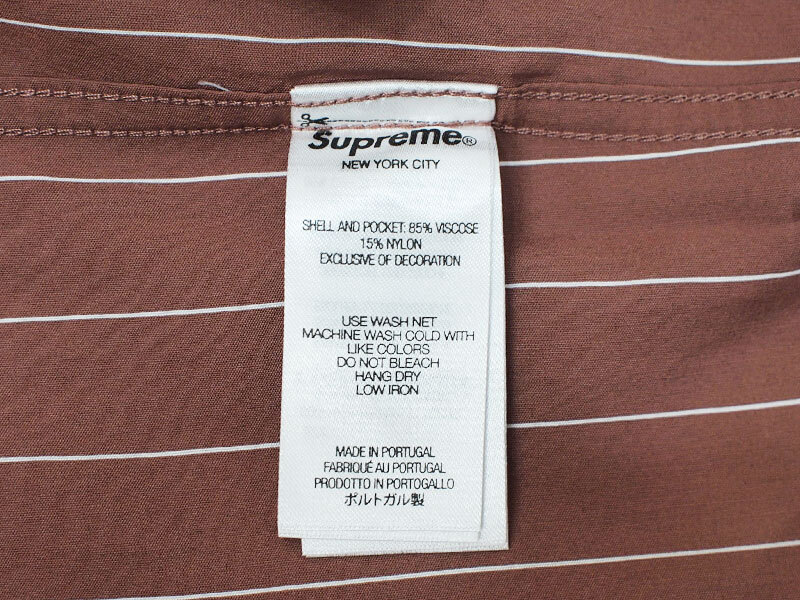 Supreme®
NEW YORK CITY
SHELL AND POCKET: 85% VISCOSE
15% NYLON
EXCLUSIVE OF DECORATION
USE WASH NET
MACHINE WASH COLD WITH
LIKE COLORS
DO NOT BLEACH
HANG DRY
LOW IRON
MADE IN PORTUGAL
FABRIQUÉ AU PORTUGAL
PRODOTTO IN PORTOGALLO
ポルトガル製